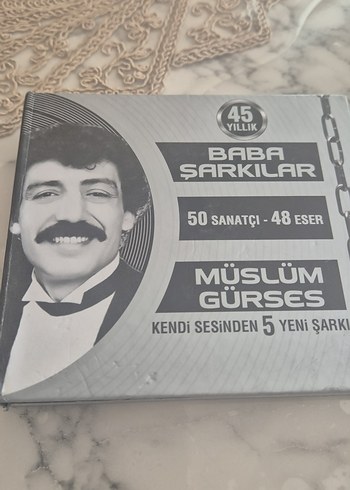 45
YILLIK
BABA
ŞARKILAR
50 SANATÇI - 48 ESER
MÜSLÜM
GÜRSES
KENDİ SESİNDEN 5 YENİ ŞARKI